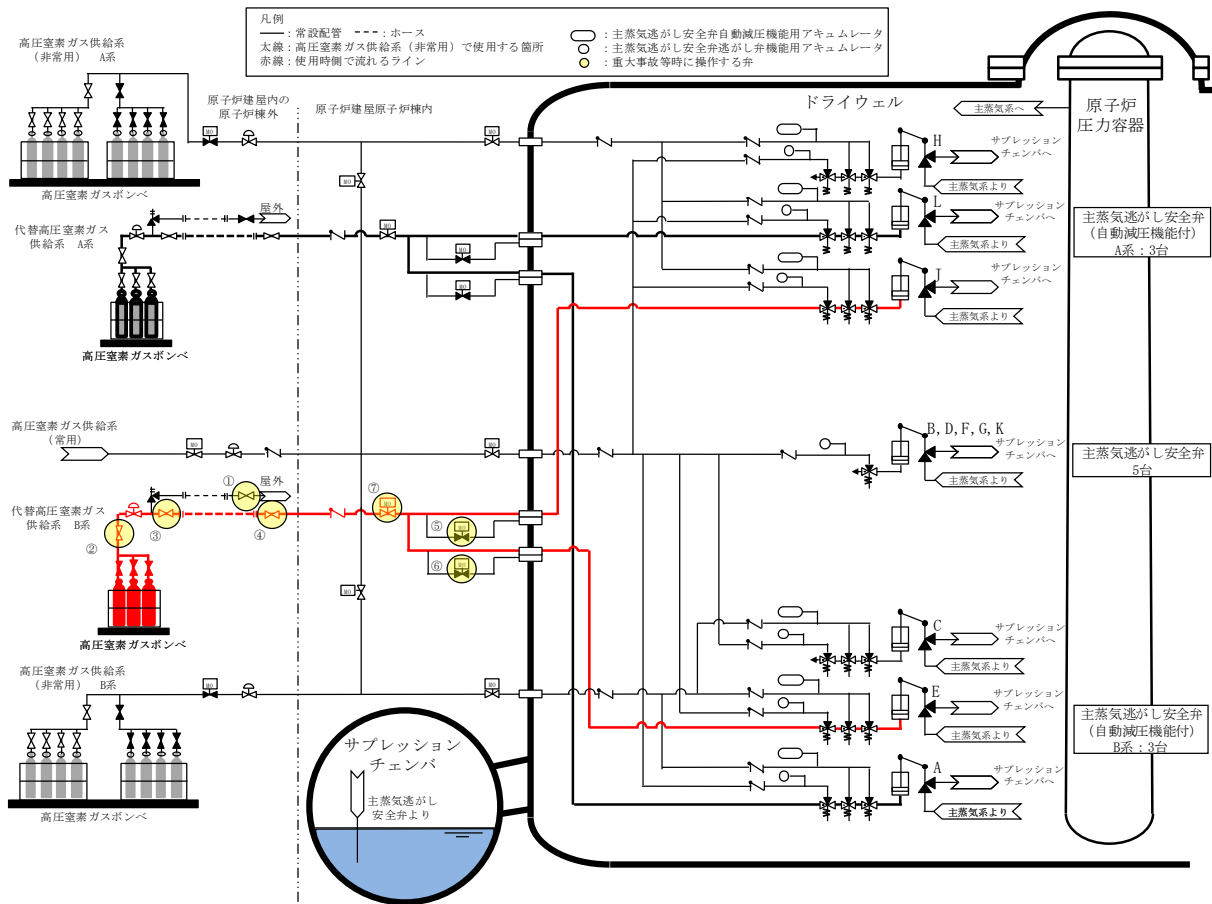 凡例
：常設配管 ：ホース
太線：高圧窒素ガス供給系（非常用）で使用する箇所
赤線：使用時側で流れるライン
：主蒸気逃がし安全弁自動減圧機能用アキュムレータ
：主蒸気逃がし安全弁逃がし弁機能用アキュムレータ
：重大事故等時に操作する弁
高圧窒素ガス供給系
（非常用） A系
高圧窒素ガスボンベ
原子炉建屋内の
原子炉棟外
原子炉建屋原子炉棟内
MO
MO
MO
ドライウェル
主蒸気系へ
原子炉
圧力容器
H
サプレッション
チェンバへ
主蒸気系より
代替高圧窒素ガス
供給系 A系
屋外
高圧窒素ガスボンベ
MO
MO
MO
L
サプレッション
チェンバへ
主蒸気系より
主蒸気逃がし安全弁
(自動減圧機能付)
A系：3台
J
サプレッション
チェンバへ
主蒸気系より
高圧窒素ガス供給系
（常用）
MO
MO
B, D, F, G, K
サプレッション
チェンバへ
主蒸気系より
主蒸気逃がし安全弁
5台
代替高圧窒素ガス
供給系 B系
屋外
①
②
③
④
⑤
⑥
⑦
MO
MO
MO
高圧窒素ガスボンベ
MO
C
サプレッション
チェンバへ
主蒸気系より
高圧窒素ガス供給系
（非常用） B系
高圧窒素ガスボンベ
MO
MO
E
サプレッション
チェンバへ
主蒸気系より
主蒸気逃がし安全弁
(自動減圧機能付)
B系：3台
A
サプレッション
チェンバへ
主蒸気系より
サプレッション
チェンバ
主蒸気逃がし
安全弁より